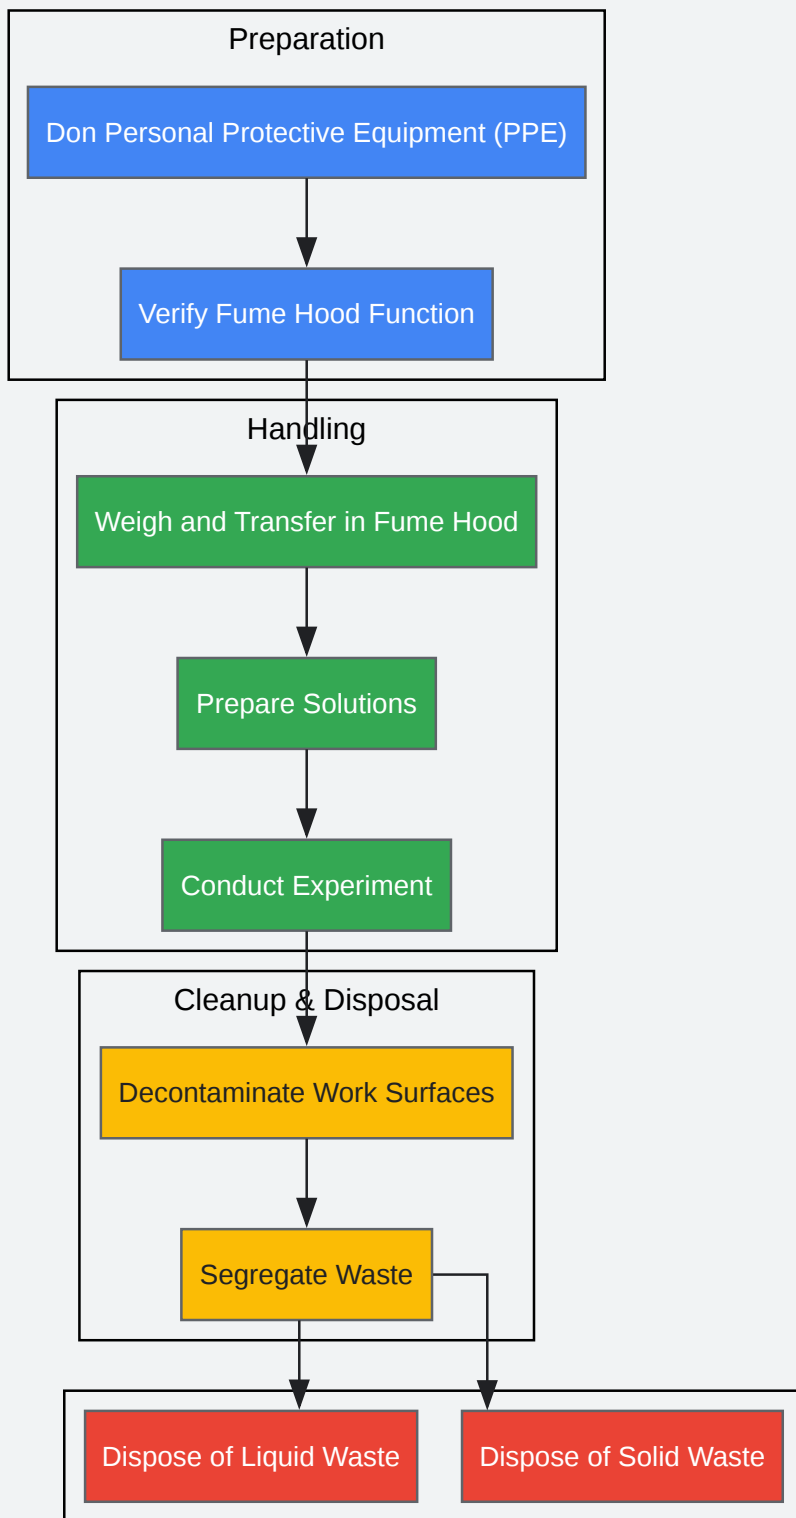 Preparation
Don Personal Protective Equipment (PPE)
Verify Fume Hood Function
Handling
Weigh and Transfer in Fume Hood
Prepare Solutions
Conduct Experiment
Cleanup & Disposal
Decontaminate Work Surfaces
Segregate Waste
Dispose of Liquid Waste
Dispose of Solid Waste